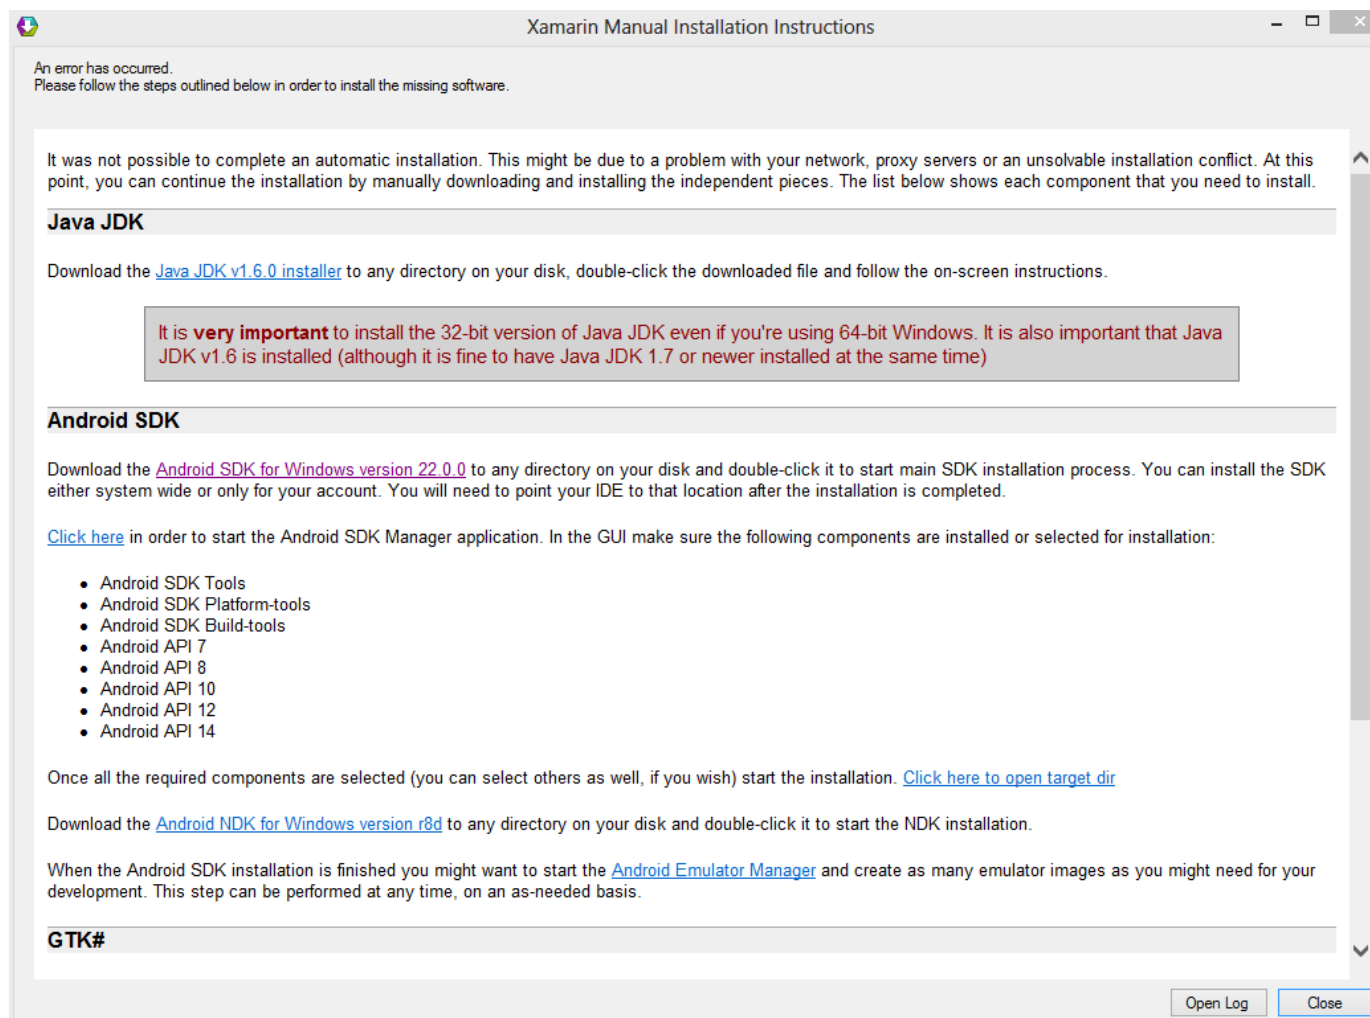 Xamarin Manual Installation Instructions
An error has occurred.
Please follow the steps outlined below in order to install the missing software.
It was not possible to complete an automatic installation. This might be due to a problem with your network, proxy servers or an unsolvable installation conflict. At this
point, you can continue the installation by manually downloading and installing the independent pieces. The list below shows each component that you need to install.
Java JDK
Download the Java JDK v1.6.0 installer to any directory on your disk, double-click the downloaded file and follow the on-screen instructions.
It is very important to install the 32-bit version of Java JDK even if you're using 64-bit Windows. It is also important that Java
JDK v1.6 is installed (although it is fine to have Java JDK 1.7 or newer installed at the same time)
Android SDK
Download the Android SDK for Windows version 22.0.0 to any directory on your disk and double-click it to start main SDK installation process. You can install the SDK
either system wide or only for your account. You will need to point your IDE to that location after the installation is completed.
Click here in order to start the Android SDK Manager application. In the GUI make sure the following components are installed or selected for installation:
• Android SDK Tools
• Android SDK Platform-tools
• Android SDK Build-tools
• Android API 7
• Android API 8
• Android API 10
• Android API 12
• Android API 14
Once all the required components are selected (you can select others as well, if you wish) start the installation. Click here to open target dir
Download the Android NDK for Windows version r8d to any directory on your disk and double-click it to start the NDK installation.
When the Android SDK installation is finished you might want to start the Android Emulator Manager and create as many emulator images as you might need for your
development. This step can be performed at any time, on an as-needed basis.
GTK#
Open Log
Close